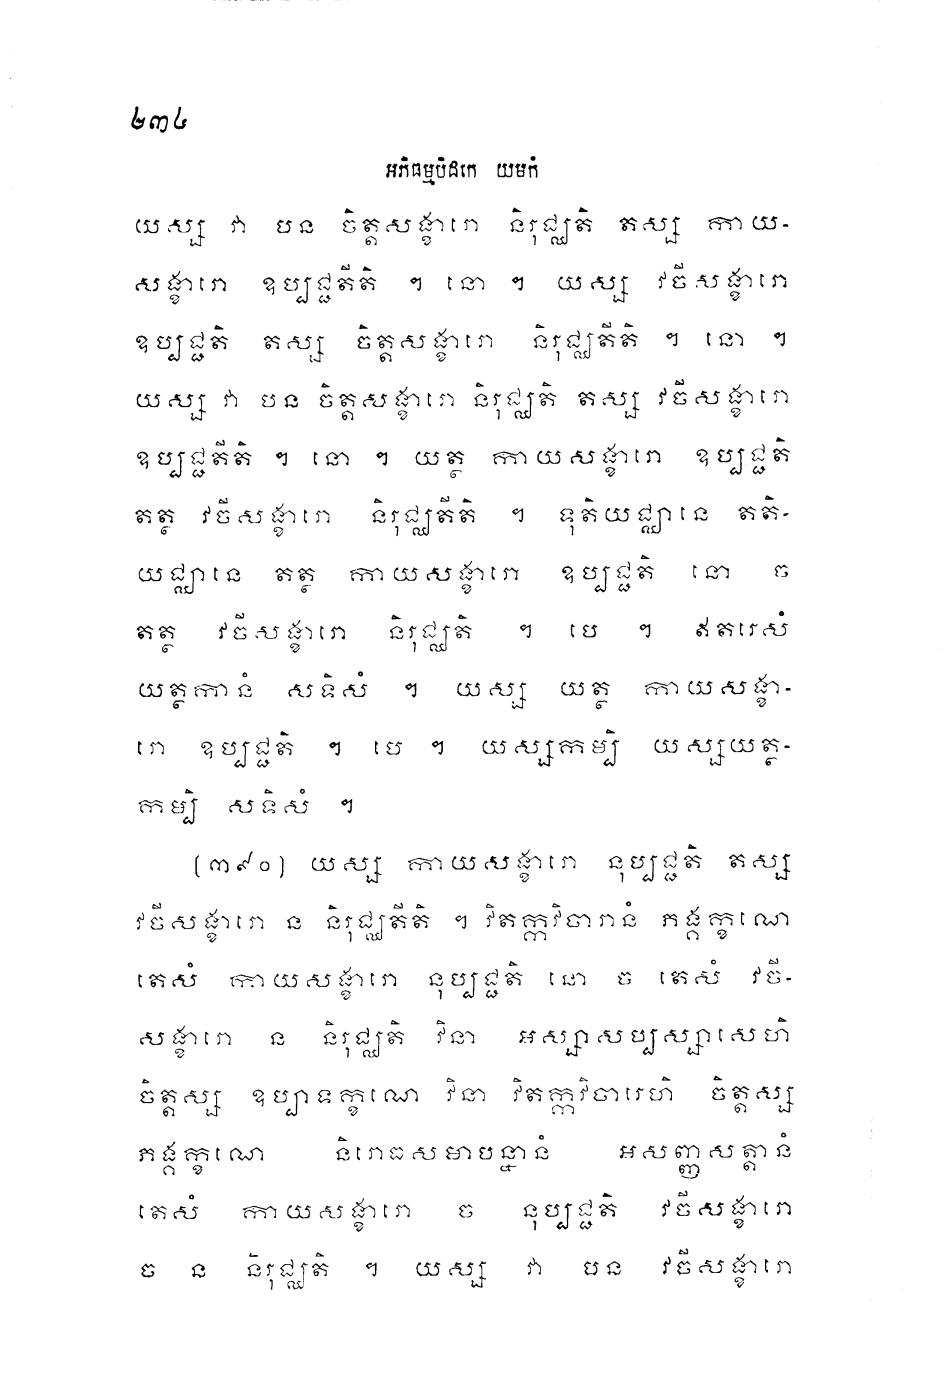 ២៣៤
អភិធម្មបិដកេ យមកំ
យស្ស វា បន ចិត្តសង្ខារោ និរុជ្ឈតិ តស្ស កាយ-
សង្ខារោ ឧប្បជ្ជតីតិ ។ នោ ។ យស្ស វចីសង្ខារោ
ឧប្បជ្ជតិ តស្ស ចិត្តសង្ខារោ និរុជ្ឈតីតិ ។ នោ ។
យស្ស វា បន ចិត្តសង្ខារោ និរុជ្ឈតិ តស្ស វចីសង្ខារោ
ឧប្បជ្ជតីតិ ។ នោ ។ យត្ថ កាយសង្ខារោ ឧប្បជ្ជតិ
តត្ថ វចីសង្ខារោ និរុជ្ឈតីតិ ។ ទុតិយជ្ឈានេ តតិ-
យជ្ឈានេ តត្ថ កាយសង្ខារោ ឧប្បជ្ជតិ នោ ច
តត្ថ វចីសង្ខារោ និរុជ្ឈតិ ។ បេ ។ ឥតរេសំ
យត្ថកានំ សទិសំ ។ យស្ស យត្ថ កាយសង្ខា-
រោ ឧប្បជ្ជតិ ។ បេ ។ យស្សកម្បិ យស្សយត្ថ-
កម្បិ សទិសំ ។
(៣៩០) យស្ស កាយសង្ខារោ នុប្បជ្ជតិ តស្ស
វចីសង្ខារោ ន និរុជ្ឈតីតិ ។ វិតក្កវិចារានំ ភង្គក្ខណេ
តេសំ កាយសង្ខារោ នុប្បជ្ជតិ នោ ច តេសំ វចី-
សង្ខារោ ន និរុជ្ឈតិ វិនា អស្សាសប្បស្សាសេហិ
ចិត្តស្ស ឧប្បាទក្ខណេ វិនា វិតក្កវិចារេហិ ចិត្តស្ស
ភង្គក្ខណេ និរោធសមាបន្នានំ អសញ្ញសត្តានំ
តេសំ កាយសង្ខារោ ច នុប្បជ្ជតិ វចីសង្ខារោ
ច ន និរុជ្ឈតិ ។ យស្ស វា បន វចីសង្ខារោ